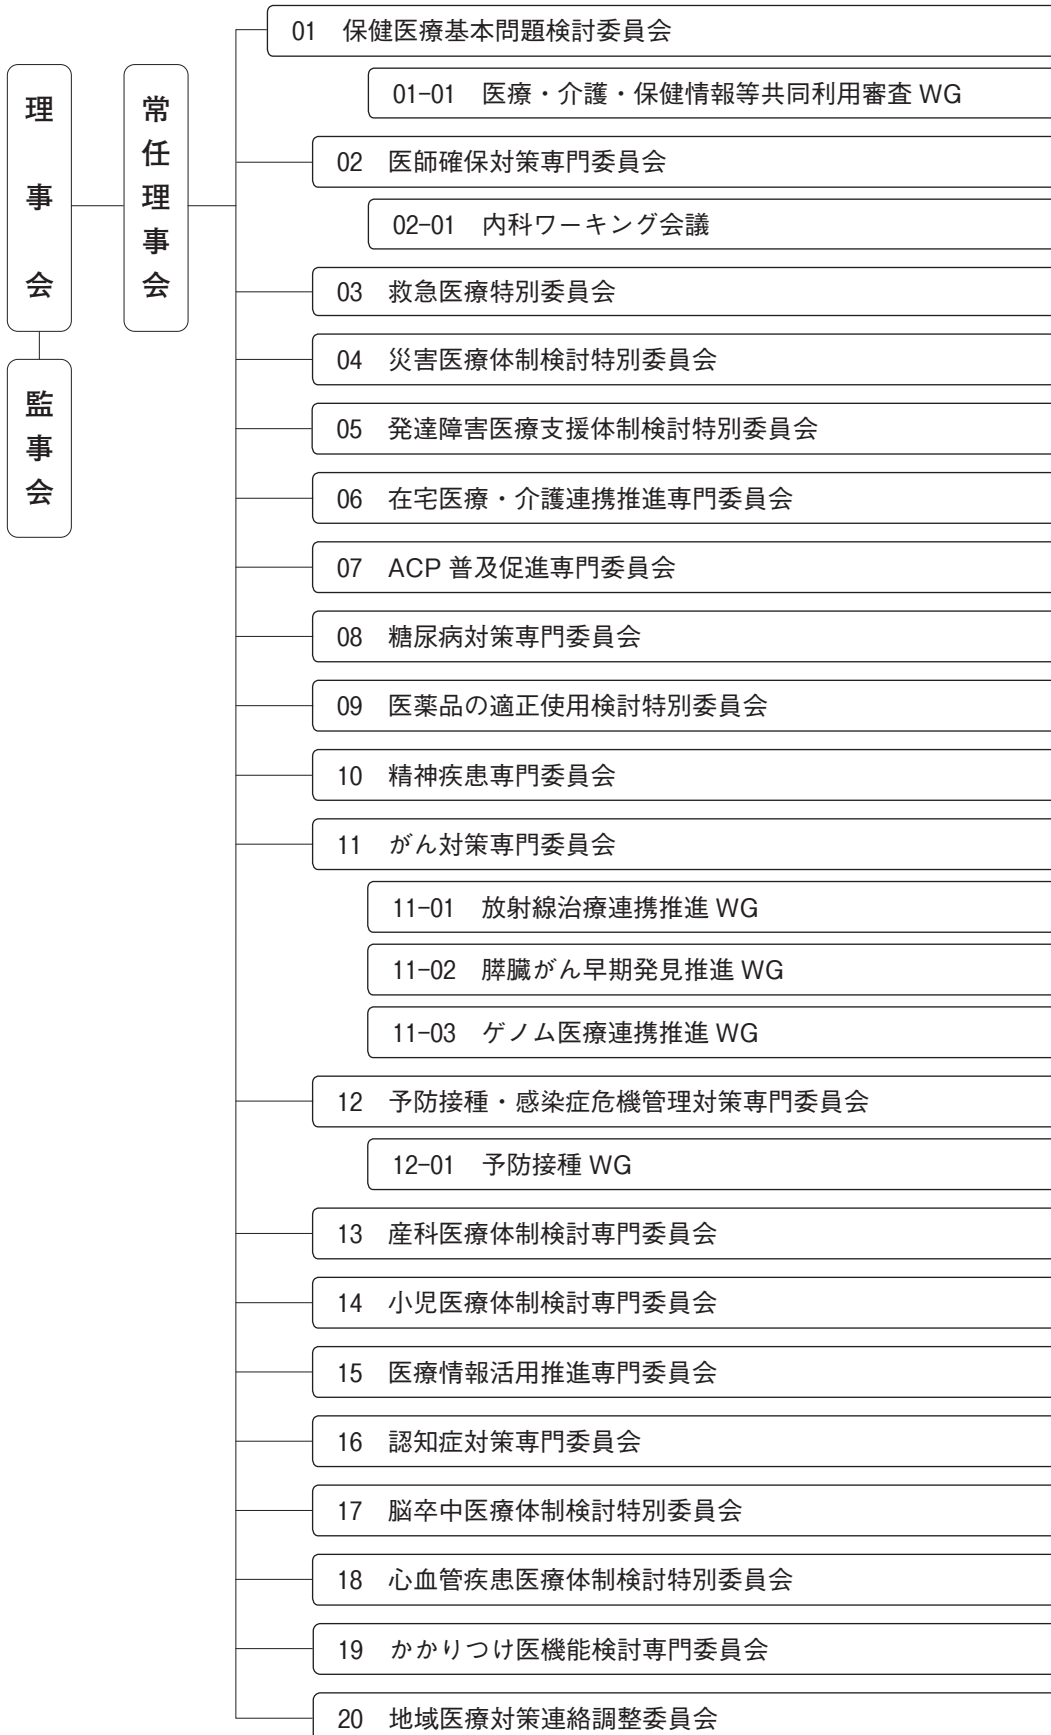 理事会
常任理事会
監事会
01 保健医療基本問題検討委員会
01-01 医療・介護・保健情報等共同利用審査 WG
02 医師確保対策専門委員会
02-01 内科ワーキング会議
03 救急医療特別委員会
04 災害医療体制検討特別委員会
05 発達障害医療支援体制検討特別委員会
06 在宅医療・介護連携推進専門委員会
07 ACP 普及促進専門委員会
08 糖尿病対策専門委員会
09 医薬品の適正使用検討特別委員会
10 精神疾患専門委員会
11 がん対策専門委員会
11-01 放射線治療連携推進 WG
11-02 膵臓がん早期発見推進 WG
11-03 ゲノム医療連携推進 WG
12 予防接種・感染症危機管理対策専門委員会
12-01 予防接種 WG
13 産科医療体制検討専門委員会
14 小児医療体制検討専門委員会
15 医療情報活用推進専門委員会
16 認知症対策専門委員会
17 脳卒中医療体制検討特別委員会
18 心血管疾患医療体制検討特別委員会
19 かかりつけ医機能検討専門委員会
20 地域医療対策連絡調整委員会